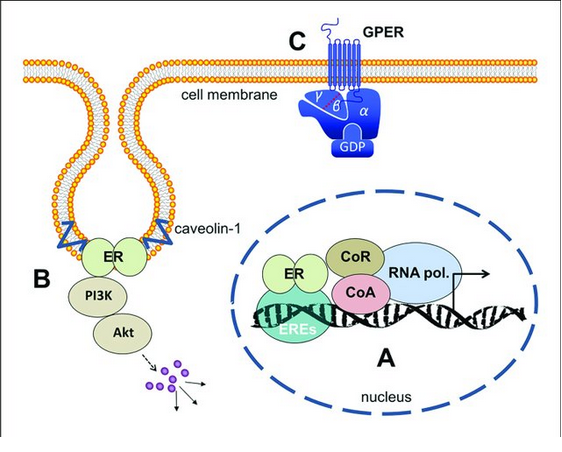 C
GPER
cell membrane
γ
β
α
GDP
caveolin-1
ER
B
PI3K
Akt
CoR
ER
RNA pol.
CoA
EREs
A
nucleus